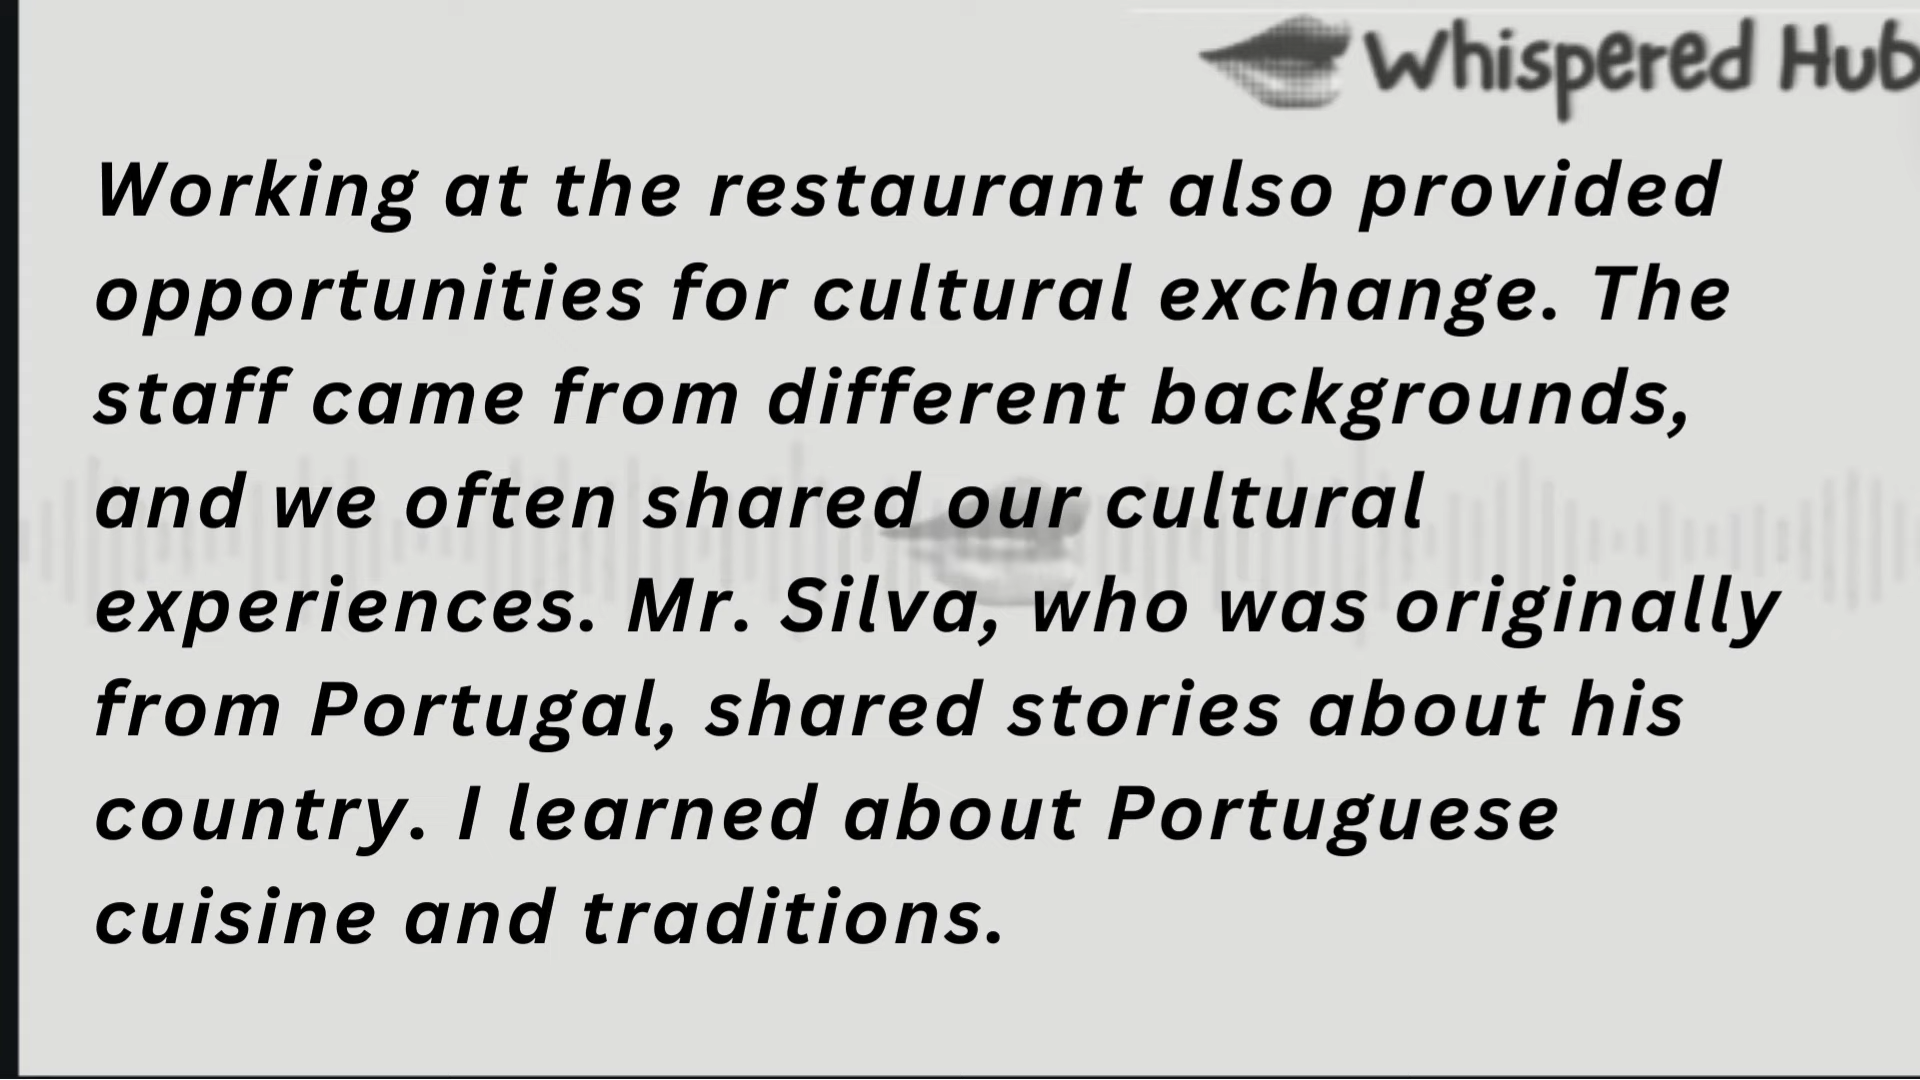 Whispered Hub
Working at the restaurant also provided
opportunities for cultural exchange. The
staff came from different backgrounds,
and we often shared our cultural
experiences. Mr. Silva, who was originally
from Portugal, shared stories about his
country. I learned about Portuguese
cuisine and traditions.